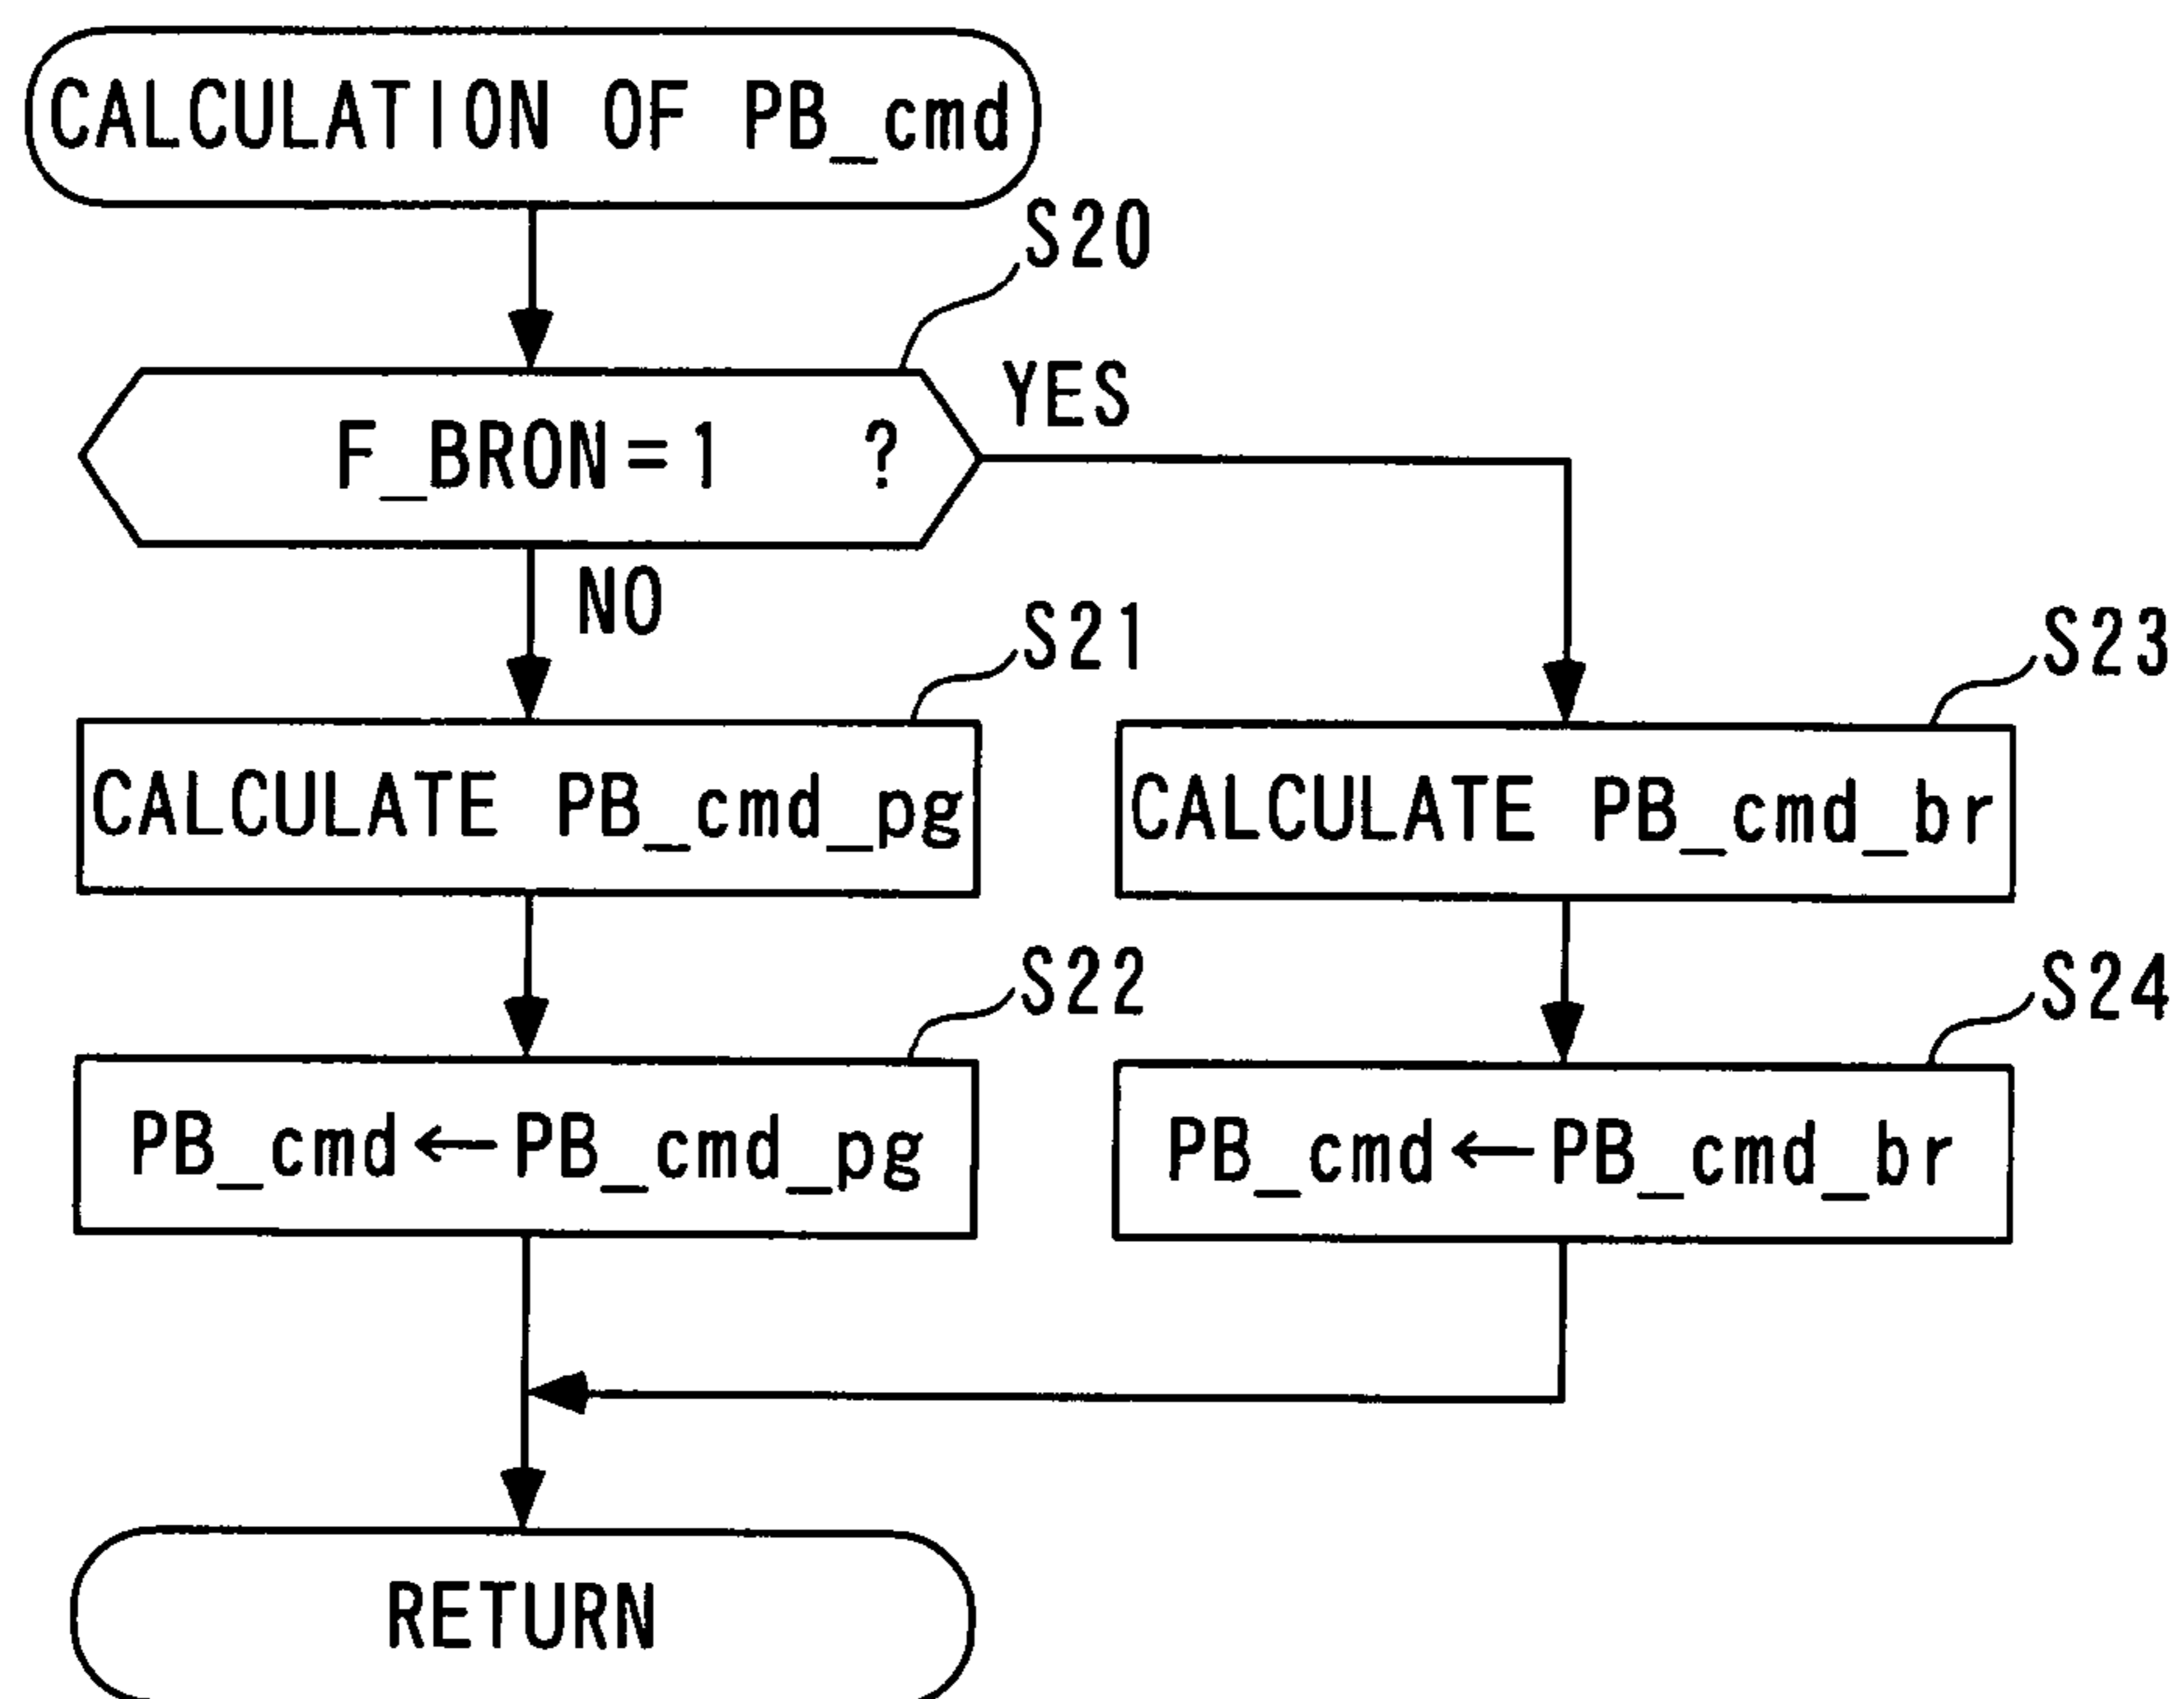 CALCULATION OF PB_cmd
S20
F_BRON=1 ?
YES
NO
S21
S23
CALCULATE PB_cmd_pg
CALCULATE PB_cmd_br
S22
S24
PB_cmd←PB_cmd_pg
PB_cmd←PB_cmd_br
RETURN